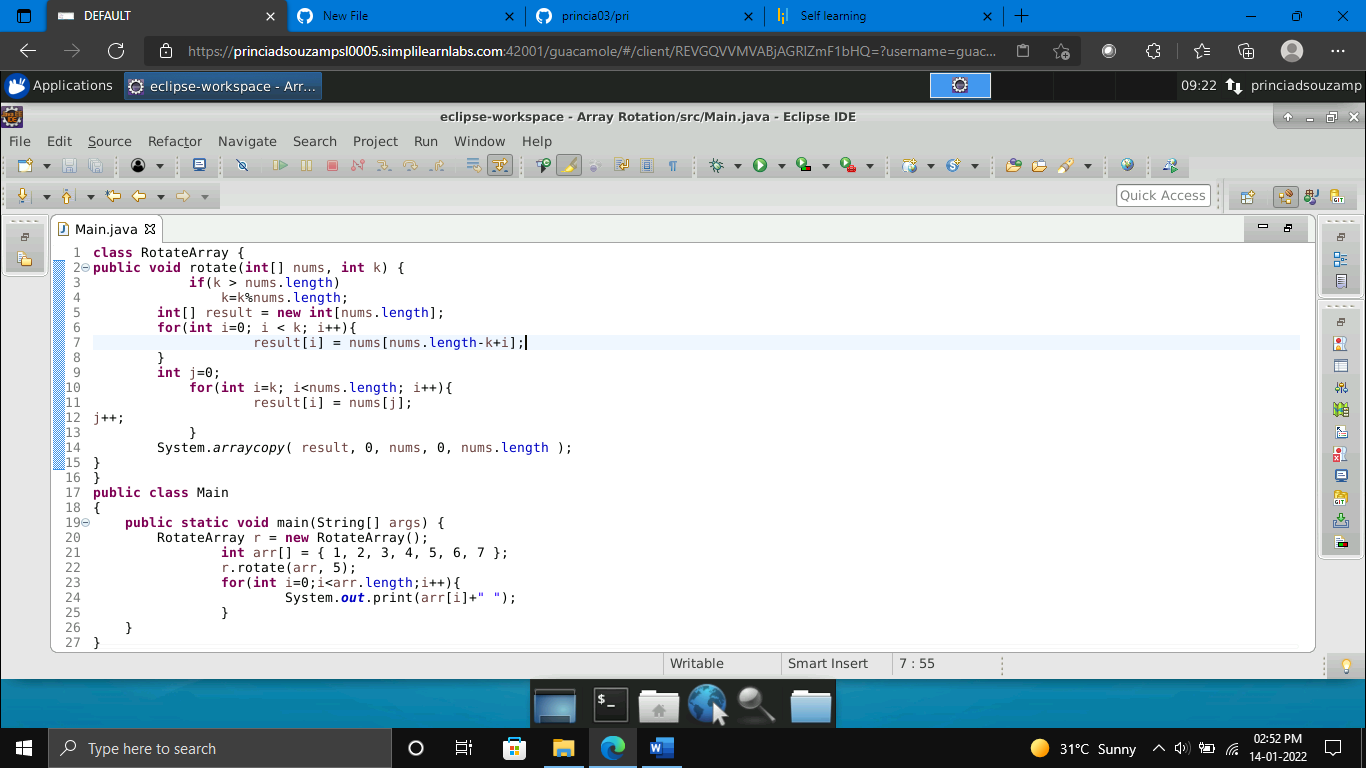 DEFAULT
New File
princia03/pri
Self learning
https://princiadsouzampsl0005.simplilearnlabs.com:42001/guacamole/#/client/REVGQVVMVABjAGRlZmF1bHQ=?username=guac...
Applications
eclipse-workspace - Arr...
09:22
princiadsouzamp
eclipse-workspace - Array Rotation/src/Main.java - Eclipse IDE
File Edit Source Refactor Navigate Search Project Run Window Help
Quick Access
Main.java
1 class RotateArray {
2 public void rotate(int[] nums, int k) {
3 if(k > nums.length)
4 k=k%nums.length;
5 int[] result = new int[nums.length];
6 for(int i=0; i < k; i++){
7 result[i] = nums[nums.length-k+i];
8 }
9 int j=0;
10 for(int i=k; i<nums.length; i++){
11 result[i] = nums[j];
12 j++;
13 }
14 System.arraycopy( result, 0, nums, 0, nums.length );
15 }
16 }
17 public class Main
18 {
19 public static void main(String[] args) {
20 RotateArray r = new RotateArray();
21 int arr[] = { 1, 2, 3, 4, 5, 6, 7 };
22 r.rotate(arr, 5);
23 for(int i=0;i<arr.length;i++){
24 System.out.print(arr[i]+" ");
25 }
26 }
27 }
Writable
Smart Insert
7 : 55
Type here to search
31°C Sunny
02:52 PM
14-01-2022